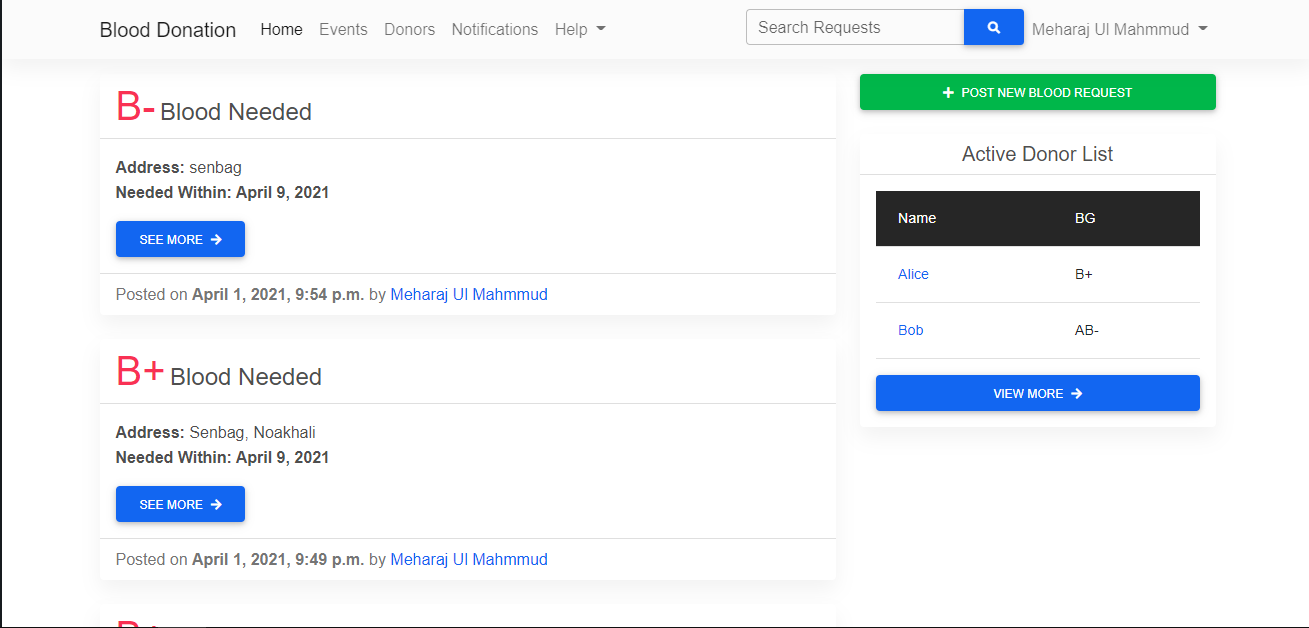 Blood Donation Home Events Donors Notifications Help Search Requests Meharaj Ul Mahmmud
B- Blood Needed
Address: senbag
Needed Within: April 9, 2021
SEE MORE
Posted on April 1, 2021, 9:54 p.m. by Meharaj Ul Mahmmud
B+ Blood Needed
Address: Senbag, Noakhali
Needed Within: April 9, 2021
SEE MORE
Posted on April 1, 2021, 9:49 p.m. by Meharaj Ul Mahmmud
POST NEW BLOOD REQUEST
Active Donor List
Name BG
Alice B+
Bob AB-
VIEW MORE